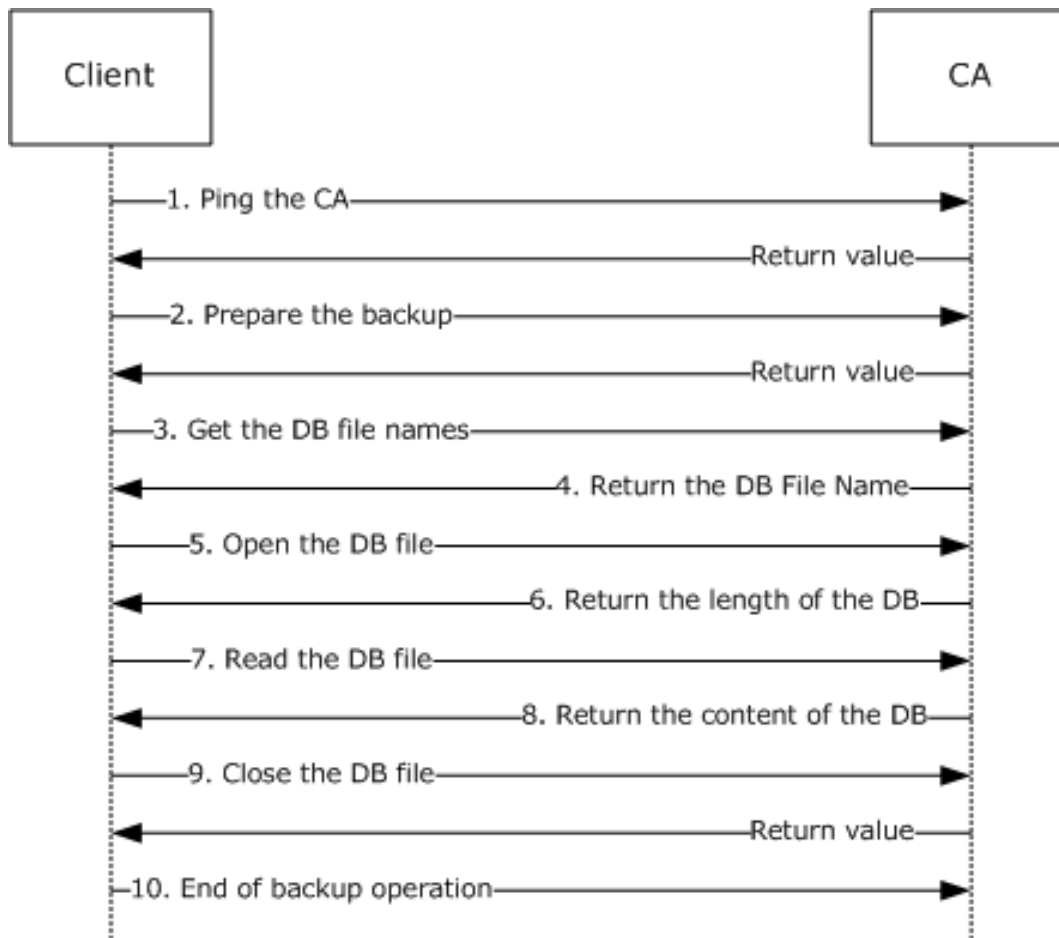 Client
CA
1. Ping the CA
Return value
2. Prepare the backup
Return value
3. Get the DB file names
4. Return the DB File Name
5. Open the DB file
6. Return the length of the DB
7. Read the DB file
8. Return the content of the DB
9. Close the DB file
Return value
10. End of backup operation